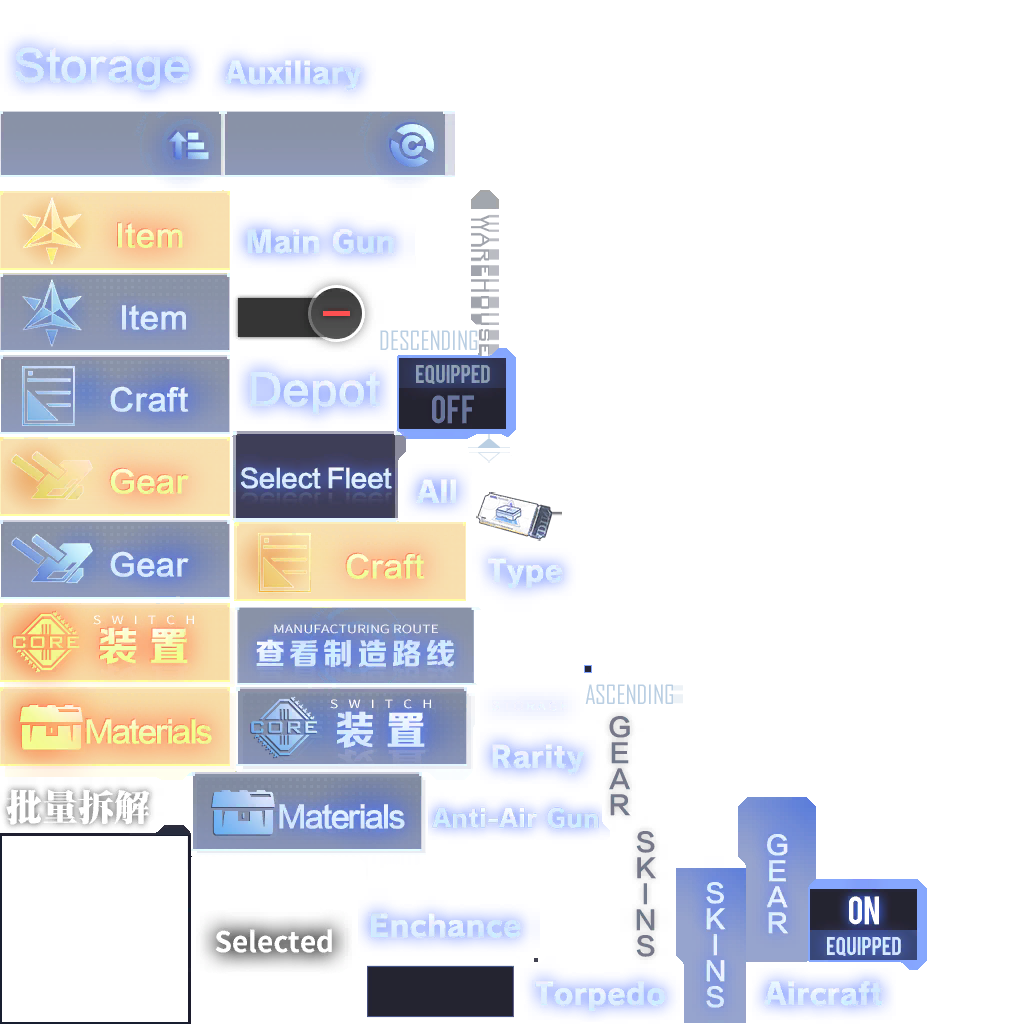 Storage
Auxiliary
Item
Main Gun
WAREHOUSE
Item
DESCENDING
Craft
Depot
EQUIPPED
OFF
Gear
Select Fleet
All
Gear
Craft
Type
SWITCH
CORE
装置
MANUFACTURING ROUTE
查看制造路线
ASCENDING
Materials
SWITCH
CORE
装置
GEAR
Rarity
批量拆解
Materials
Anti-Air Gun
SKINS
GEAR
SKINS
ON
EQUIPPED
Selected
Enchance
Torpedo
Aircraft